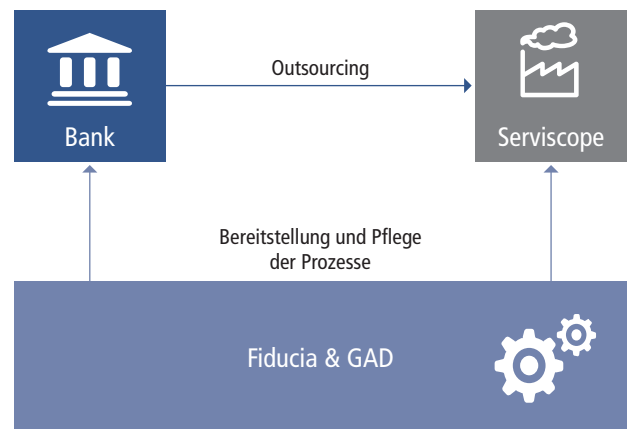 Outsourcing
Bank
Serviscope
Bereitstellung und Pflege
der Prozesse
Fiducia & GAD